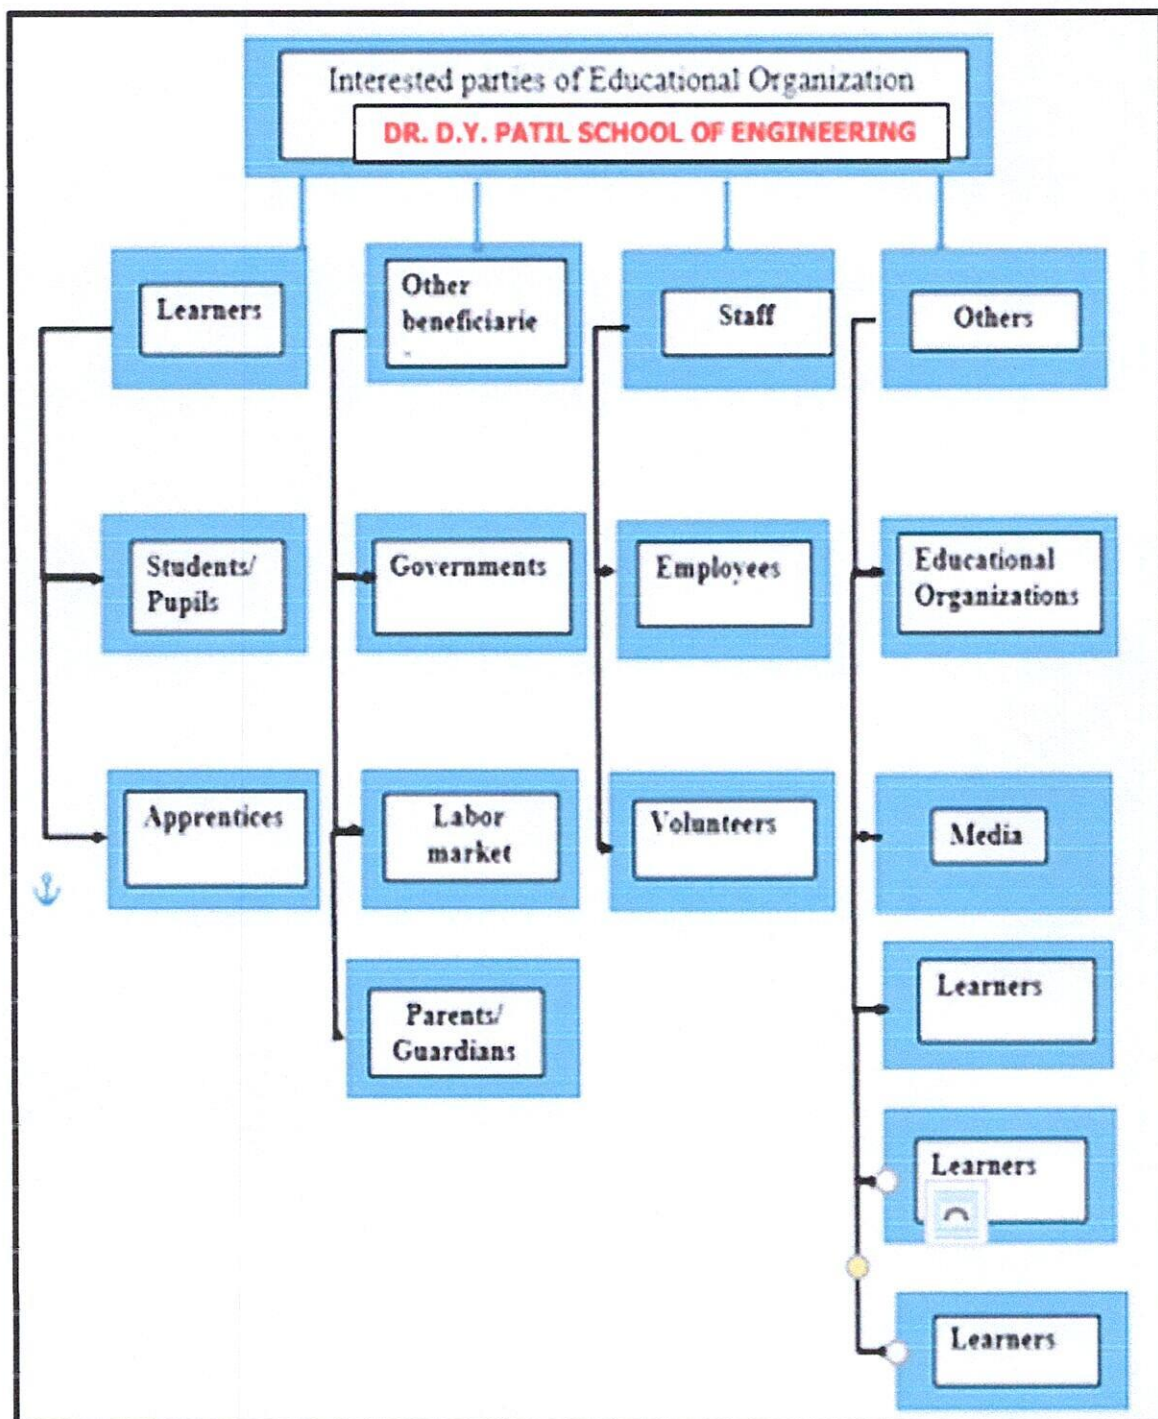 Interested parties of Educational Organization
DR. D.Y. PATIL SCHOOL OF ENGINEERING
Learners
Other
beneficiarie
Staff
Others
Students/
Pupils
Governments
Employees
Educational
Organizations
Apprentices
Labor
market
Volunteers
Media
Parents/
Guardians
Learners
Learners
Learners